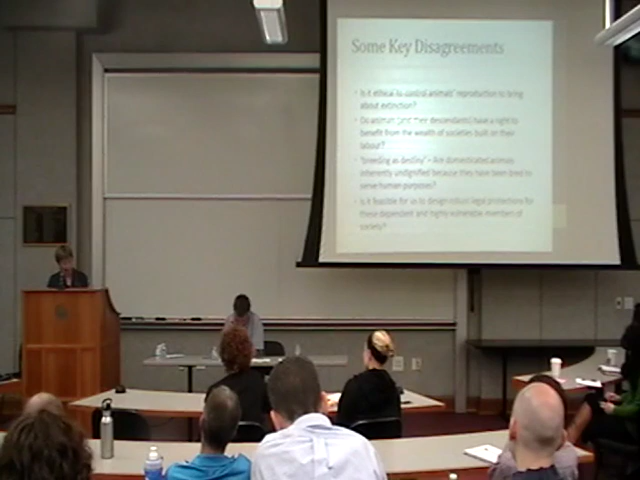 Some Key Disagreements
Is it ethical to control animals' reproduction to bring
about extinction?
Do animals (and their descendants) have a right to
benefit from the wealth of societies built on their
labour?
"breeding as destiny" – Are domesticated animals
inherently undignified because they have been bred to
serve human purposes?
Is it feasible for us to design robust legal protections for
these dependent and highly vulnerable members of
society?